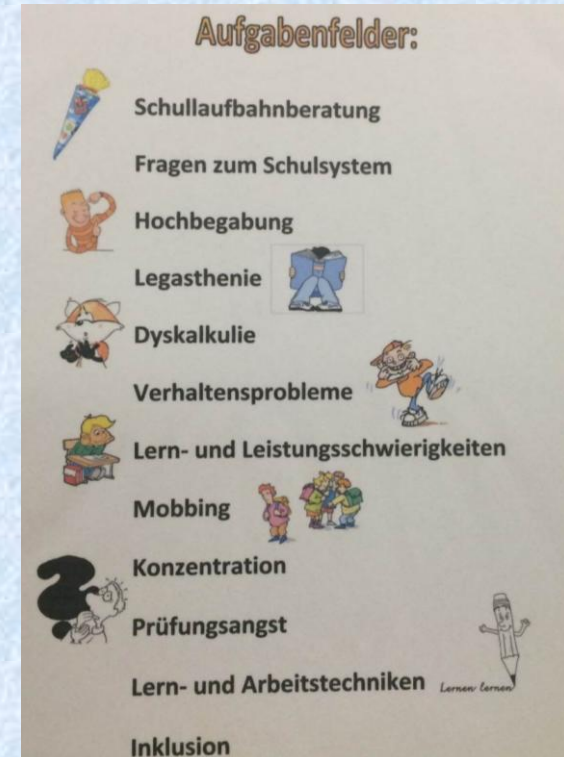 Aufgabenfelder:
Schullaufbahnberatung
Fragen zum Schulsystem
Hochbegabung
Legasthenie
Dyskalkulie
Verhaltensprobleme
Lern- und Leistungsschwierigkeiten
Mobbing
Konzentration
Prüfungsangst
Lern- und Arbeitstechniken Lernen lernen
Inklusion